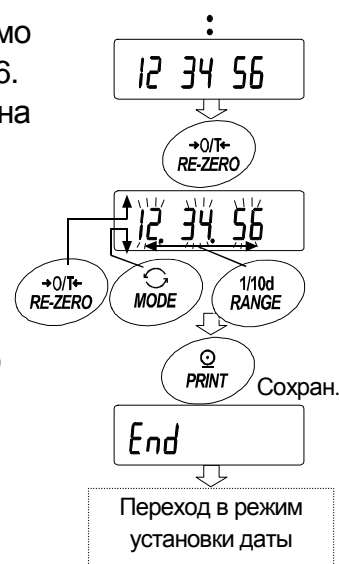 мо
6.
на
12 34 56
→0/T←
RE-ZERO
12. 34. 56
→0/T←
RE-ZERO
MODE
1/10d
RANGE
PRINT
Сохран.
End
Переход в режим
установки даты